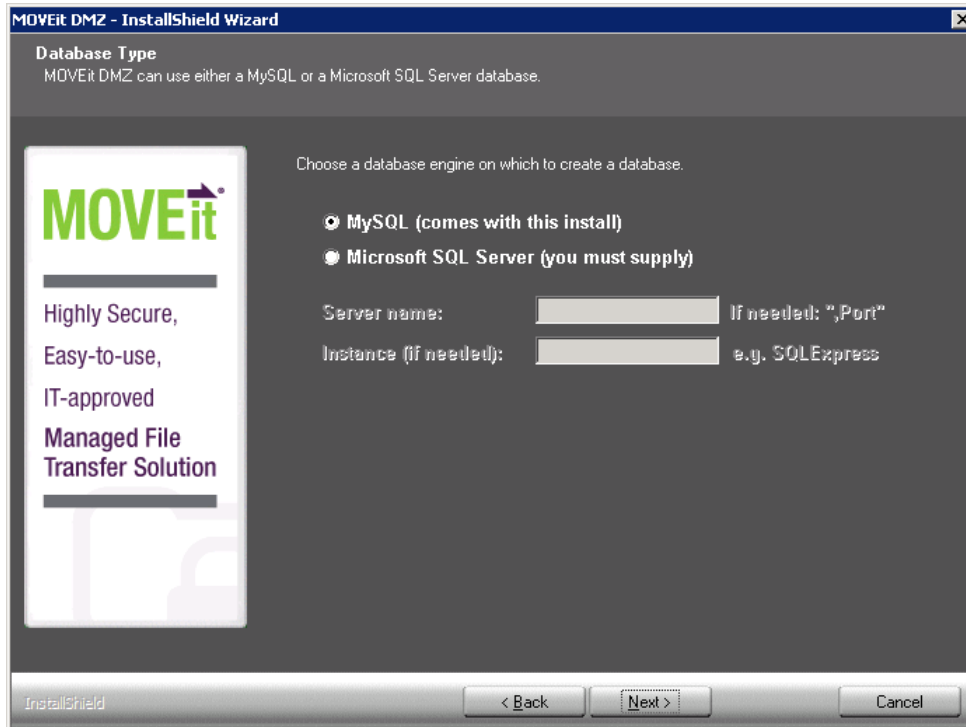 MOVEit DMZ - InstallShield Wizard
Database Type
MOVEit DMZ can use either a MySQL or a Microsoft SQL Server database.
MOVEit®
Highly Secure,
Easy-to-use,
IT-approved
Managed File
Transfer Solution
Choose a database engine on which to create a database.
MySQL (comes with this install)
Microsoft SQL Server (you must supply)
Server name: If needed: ",Port"
Instance (if needed): e.g. SQLExpress
InstallShield
< Back Next > Cancel